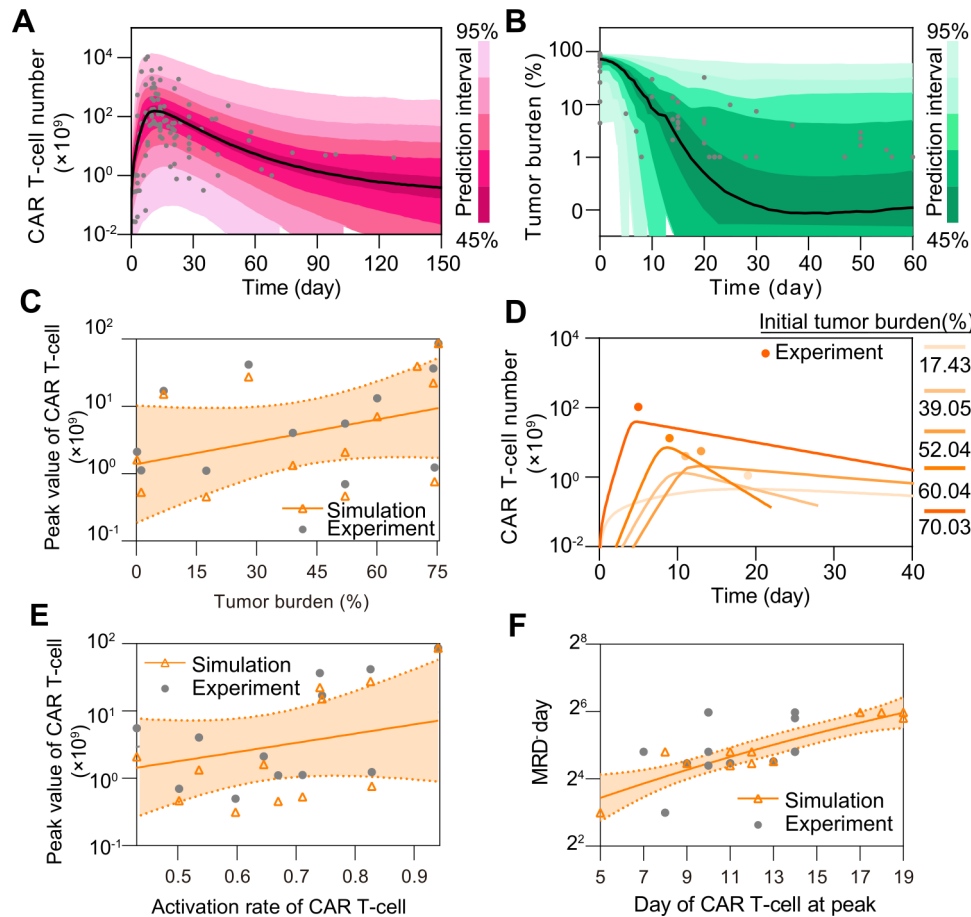 A
CAR T-cell number
(×10⁹)
10⁴
10²
10⁰
10⁻²
0 30 60 90 120 150
Time (day)
95%
Prediction interval
45%
B
Tumor burden (%)
100
10
1
0
0 10 20 30 40 50 60
Time (day)
95%
Prediction interval
45%
C
Peak value of CAR T-cell
(×10⁹)
10²
10¹
10⁰
10⁻¹
0 15 30 45 60 75
Tumor burden (%)
Simulation
Experiment
D
Initial tumor burden(%)
CAR T-cell number
(×10⁹)
10⁴
10²
10⁰
10⁻²
0 10 20 30 40
Time (day)
Experiment
17.43
39.05
52.04
60.04
70.03
E
Peak value of CAR T-cell
(×10⁹)
10²
10¹
10⁰
10⁻¹
0.5 0.6 0.7 0.8 0.9
Activation rate of CAR T-cell
Simulation
Experiment
F
MRD⁻day
2⁸
2⁶
2⁴
2²
5 7 9 11 13 15 17 19
Day of CAR T-cell at peak
Simulation
Experiment